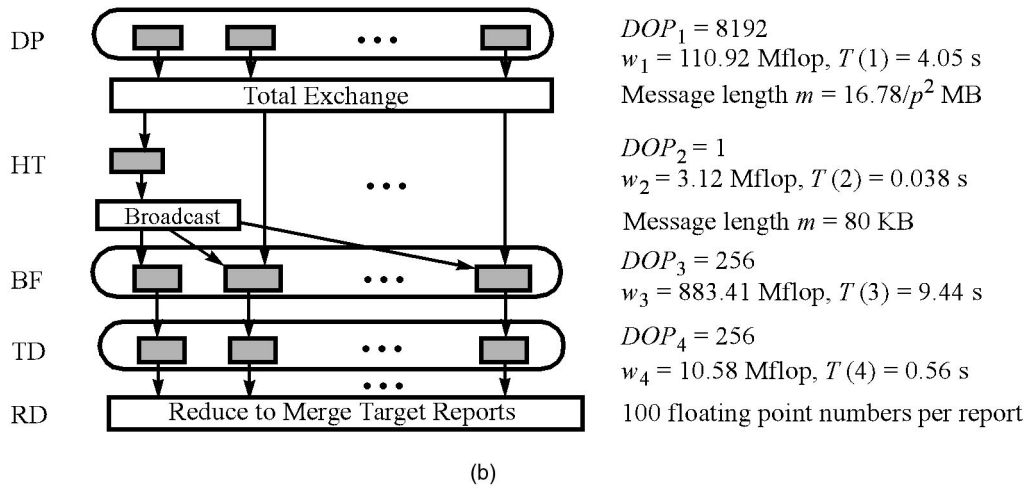 DP
DOP₁ = 8192
w₁ = 110.92 Mflop, T (1) = 4.05 s
Total Exchange
Message length m = 16.78/p² MB
HT
DOP₂ = 1
w₂ = 3.12 Mflop, T (2) = 0.038 s
Broadcast
Message length m = 80 KB
BF
DOP₃ = 256
w₃ = 883.41 Mflop, T (3) = 9.44 s
TD
DOP₄ = 256
w₄ = 10.58 Mflop, T (4) = 0.56 s
RD
Reduce to Merge Target Reports
100 floating point numbers per report
(b)